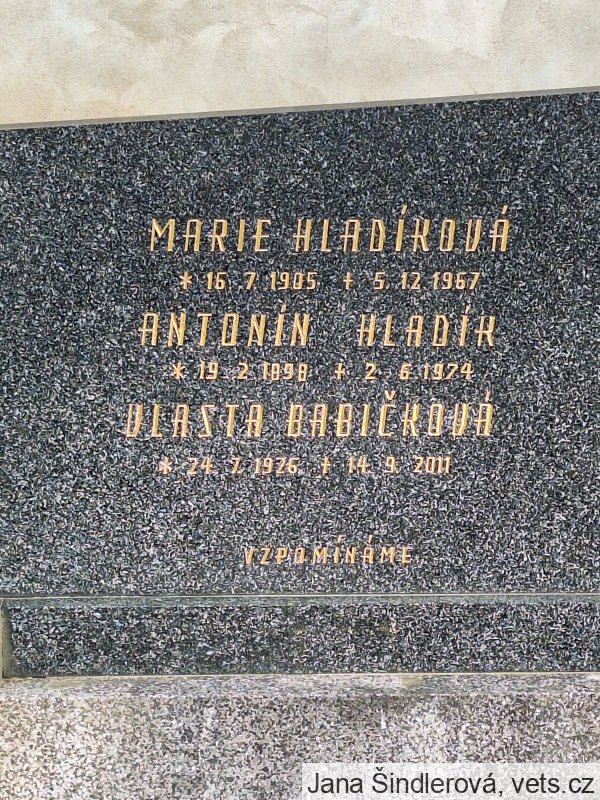 MARIE HLADÍKOVÁ
* 16. 7. 1905 † 5. 12. 1967
ANTONÍN HLADÍK
* 19. 2. 1898 † 2. 6. 1974
VLASTA BABIČKOVÁ
* 24. 7. 1926 † 14. 9. 2011
VZPOMÍNÁME
Jana Šindlerová, vets.cz